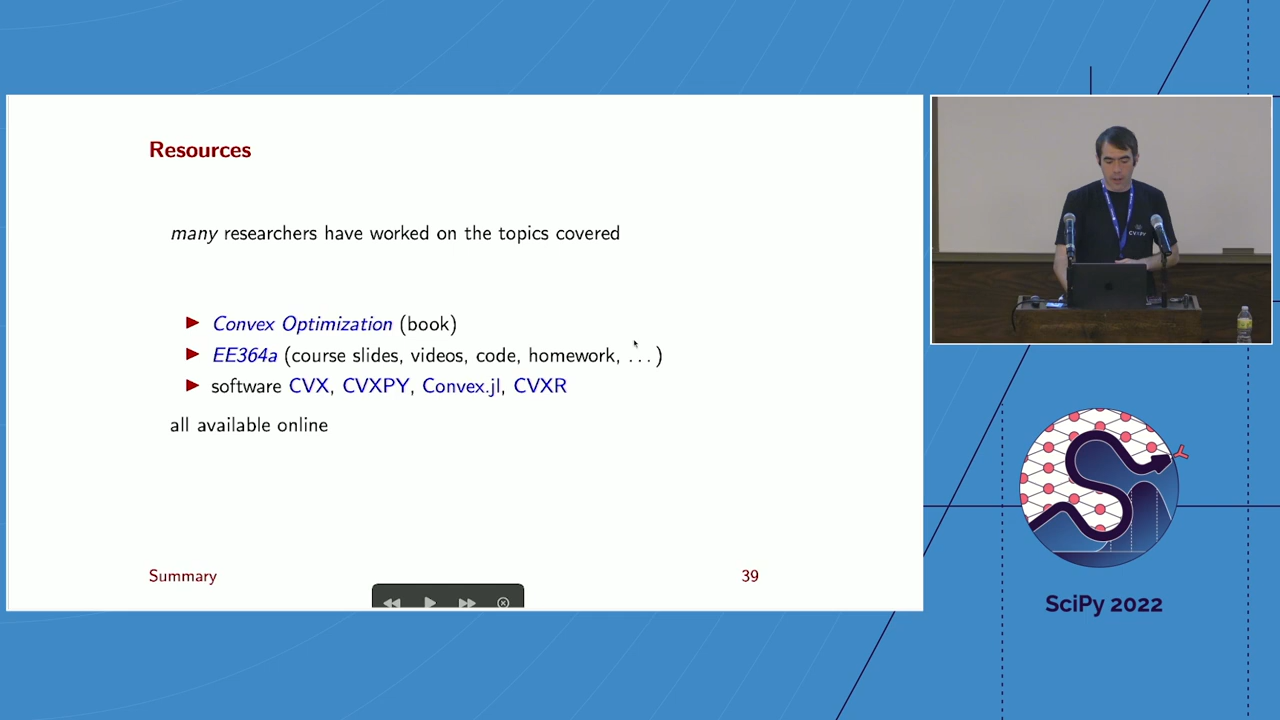 Resources
many researchers have worked on the topics covered
► Convex Optimization (book)
► EE364a (course slides, videos, code, homework, ...)
► software CVX, CVXPY, Convex.jl, CVXR
all available online
Summary
39
CVXPY
SciPy 2022